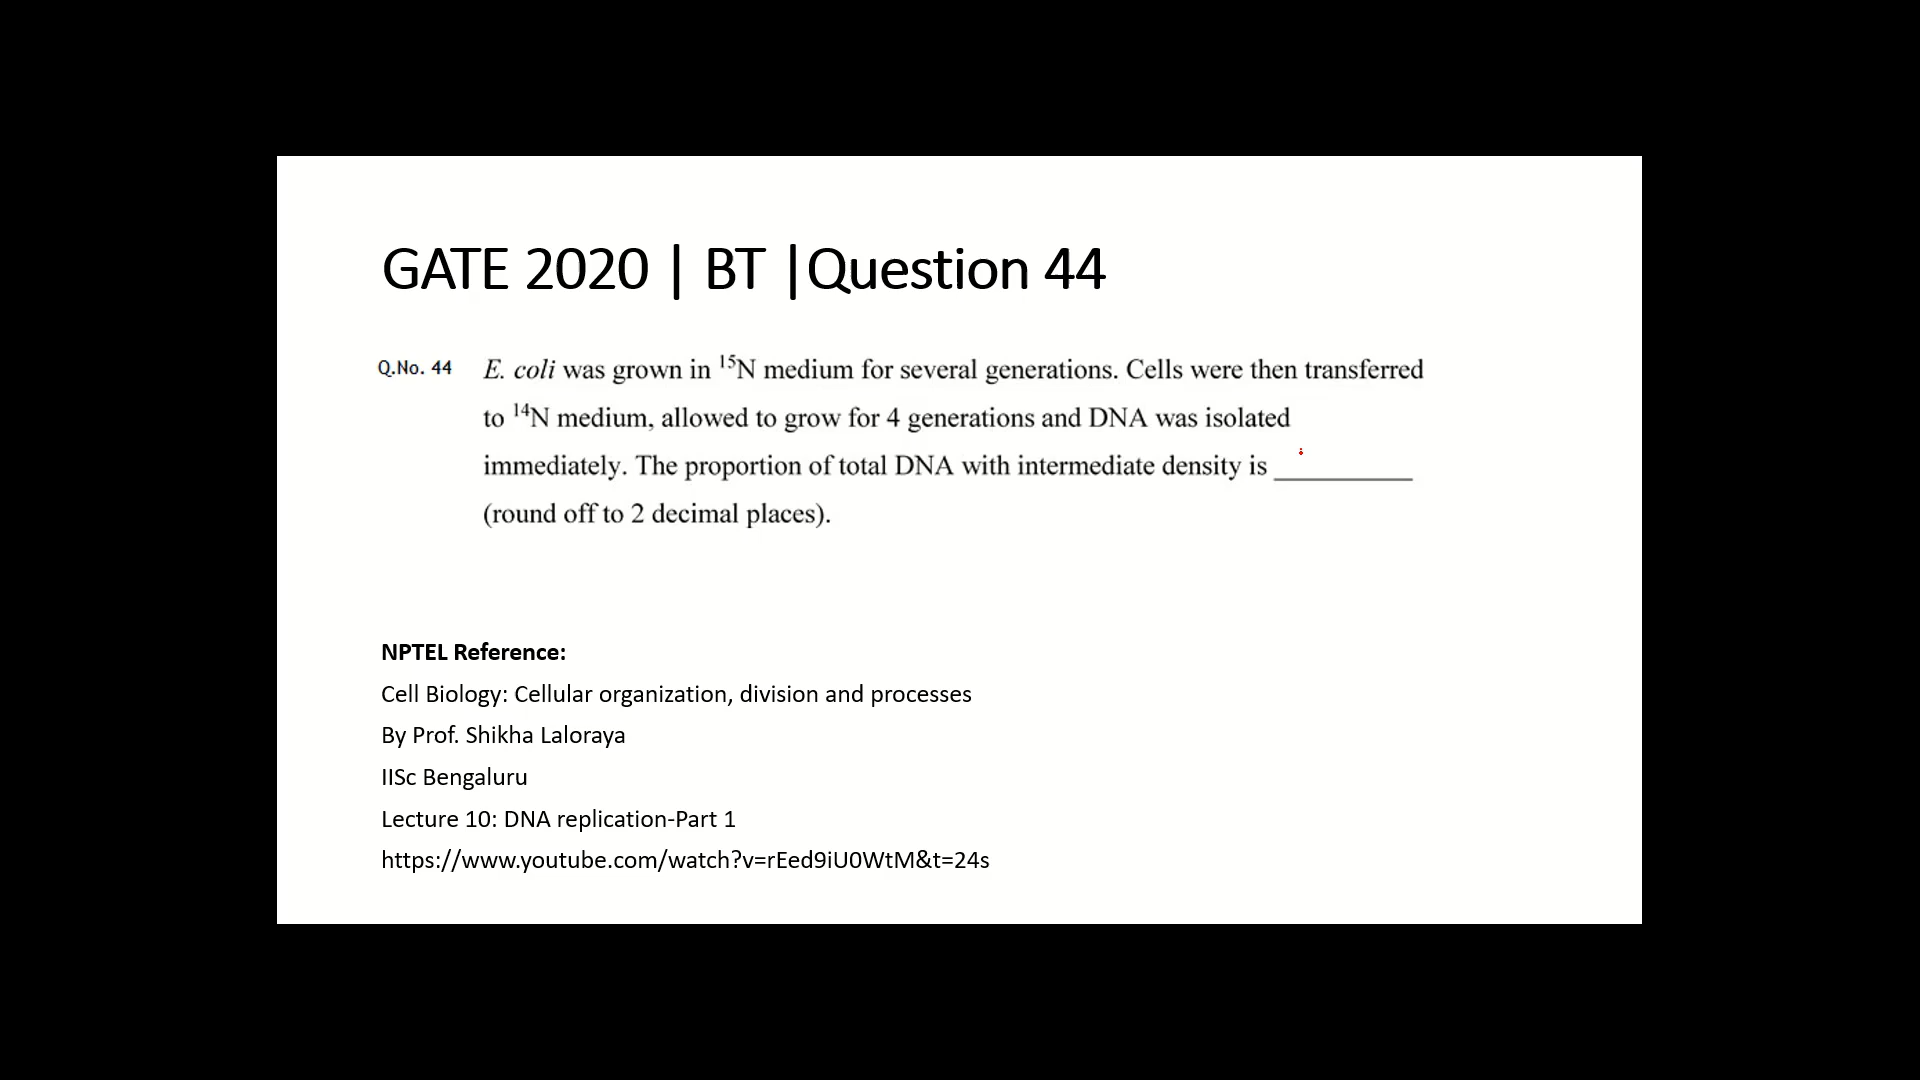 GATE 2020 | BT |Question 44
Q.No. 44 E. coli was grown in ¹⁵N medium for several generations. Cells were then transferred
to ¹⁴N medium, allowed to grow for 4 generations and DNA was isolated
immediately. The proportion of total DNA with intermediate density is __________
(round off to 2 decimal places).
NPTEL Reference:
Cell Biology: Cellular organization, division and processes
By Prof. Shikha Laloraya
IISc Bengaluru
Lecture 10: DNA replication-Part 1
https://www.youtube.com/watch?v=rEed9iU0WtM&t=24s